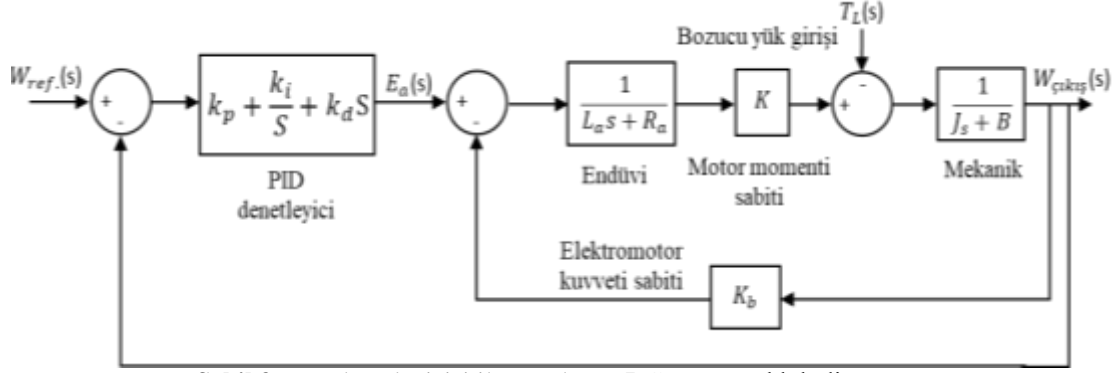 T_L(s)
Bozucu yük girişi
W_ref.(s)
+
-
k_p + k_i/S + k_d S
E_a(s)
+
-
1/(L_a s + R_a)
K
+
-
1/(J_s + B)
W_çıkış(s)
PID
denetleyici
Endüvi
Motor momenti
sabiti
Mekanik
Elektromotor
kuvveti sabiti
K_b